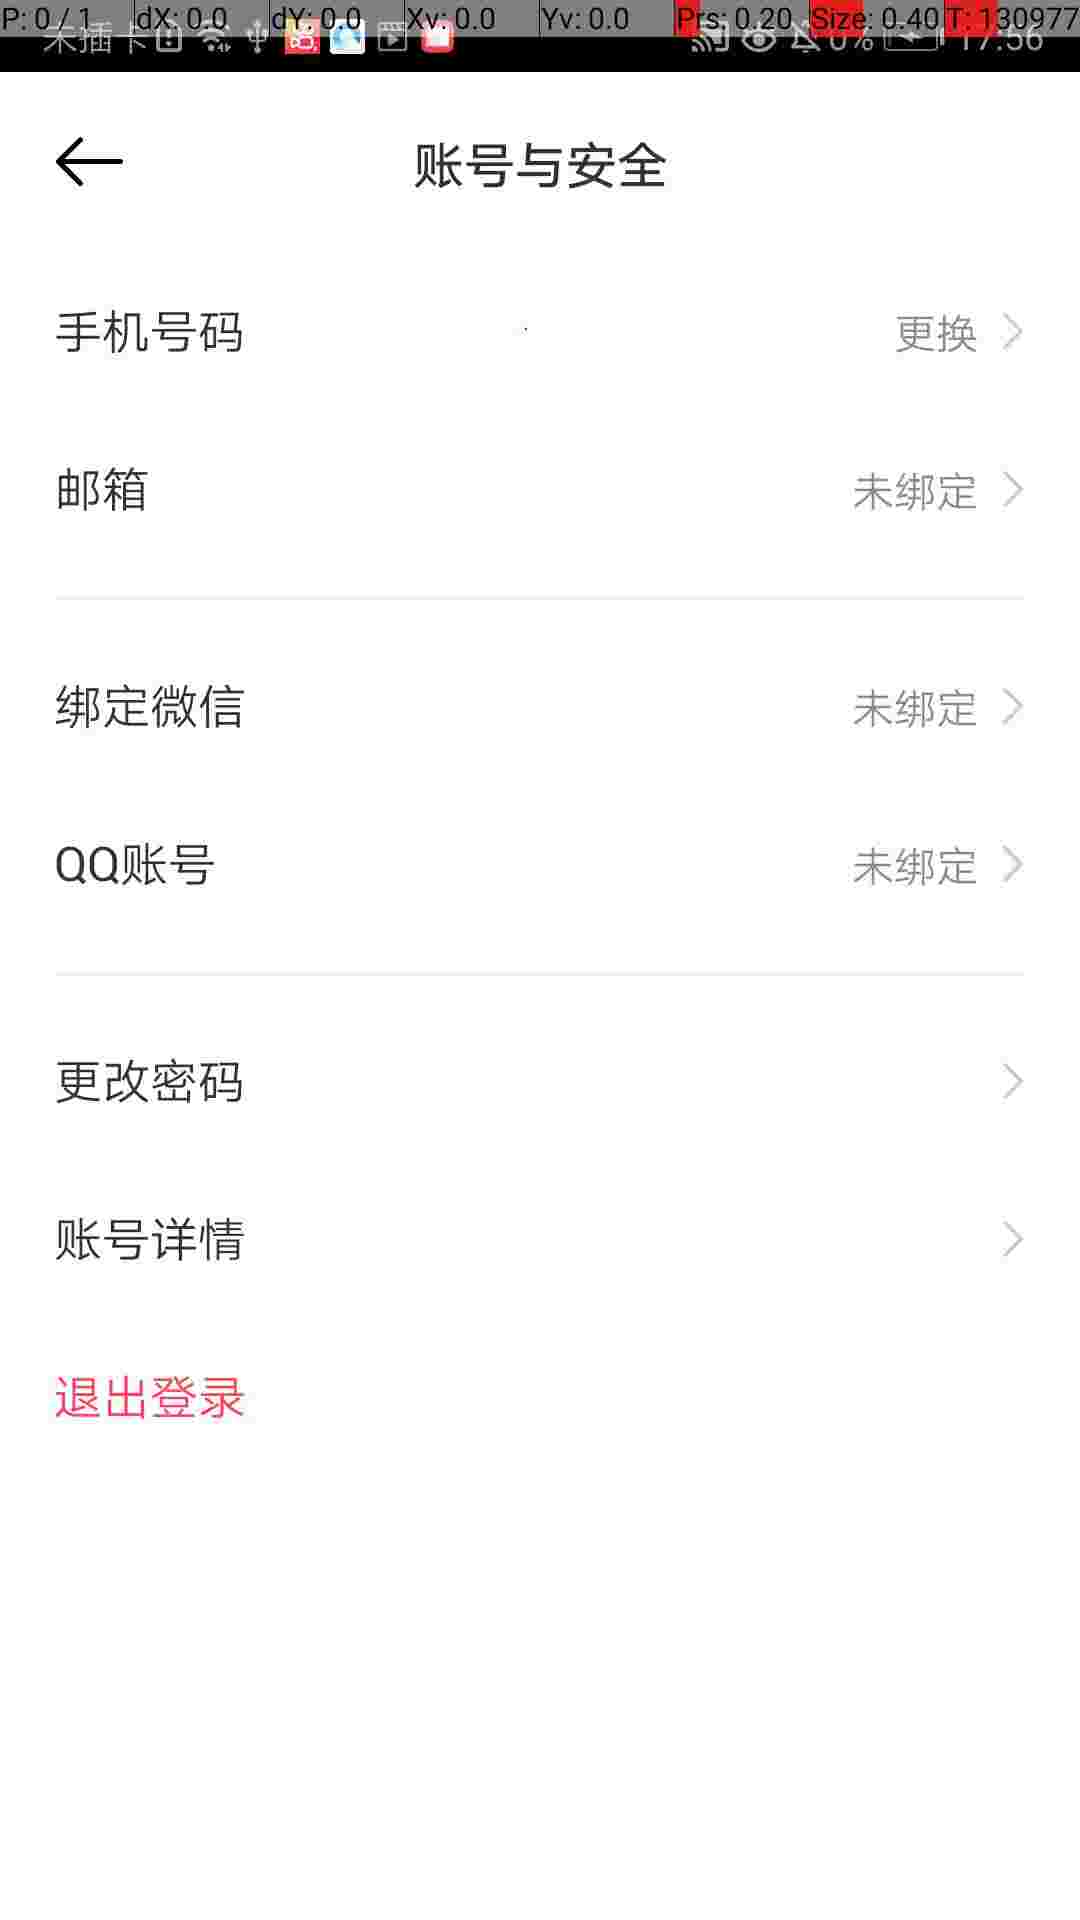 P: 0 / 1 dX: 0.0 dY: 0.0 Xv: 0.0 Yv: 0.0 Prs: 0.20 Size: 0.40 T: 130977
未插卡 0% 17:56
账号与安全
手机号码 更换
邮箱 未绑定
绑定微信 未绑定
QQ账号 未绑定
更改密码
账号详情
退出登录